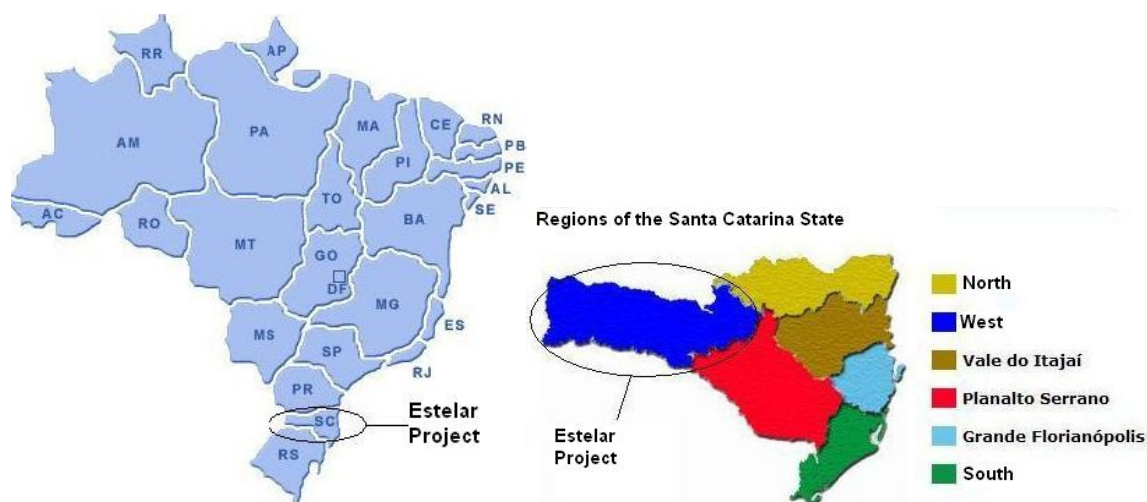 RR
AP
AM
PA
MA
CE
RN
PB
PI
PE
AL
SE
AC
RO
TO
BA
MT
GO
DF
MG
ES
MS
SP
RJ
PR
SC
RS
Estelar
Project
Regions of the Santa Catarina State
Estelar
Project
North
West
Vale do Itajaí
Planalto Serrano
Grande Florianópolis
South